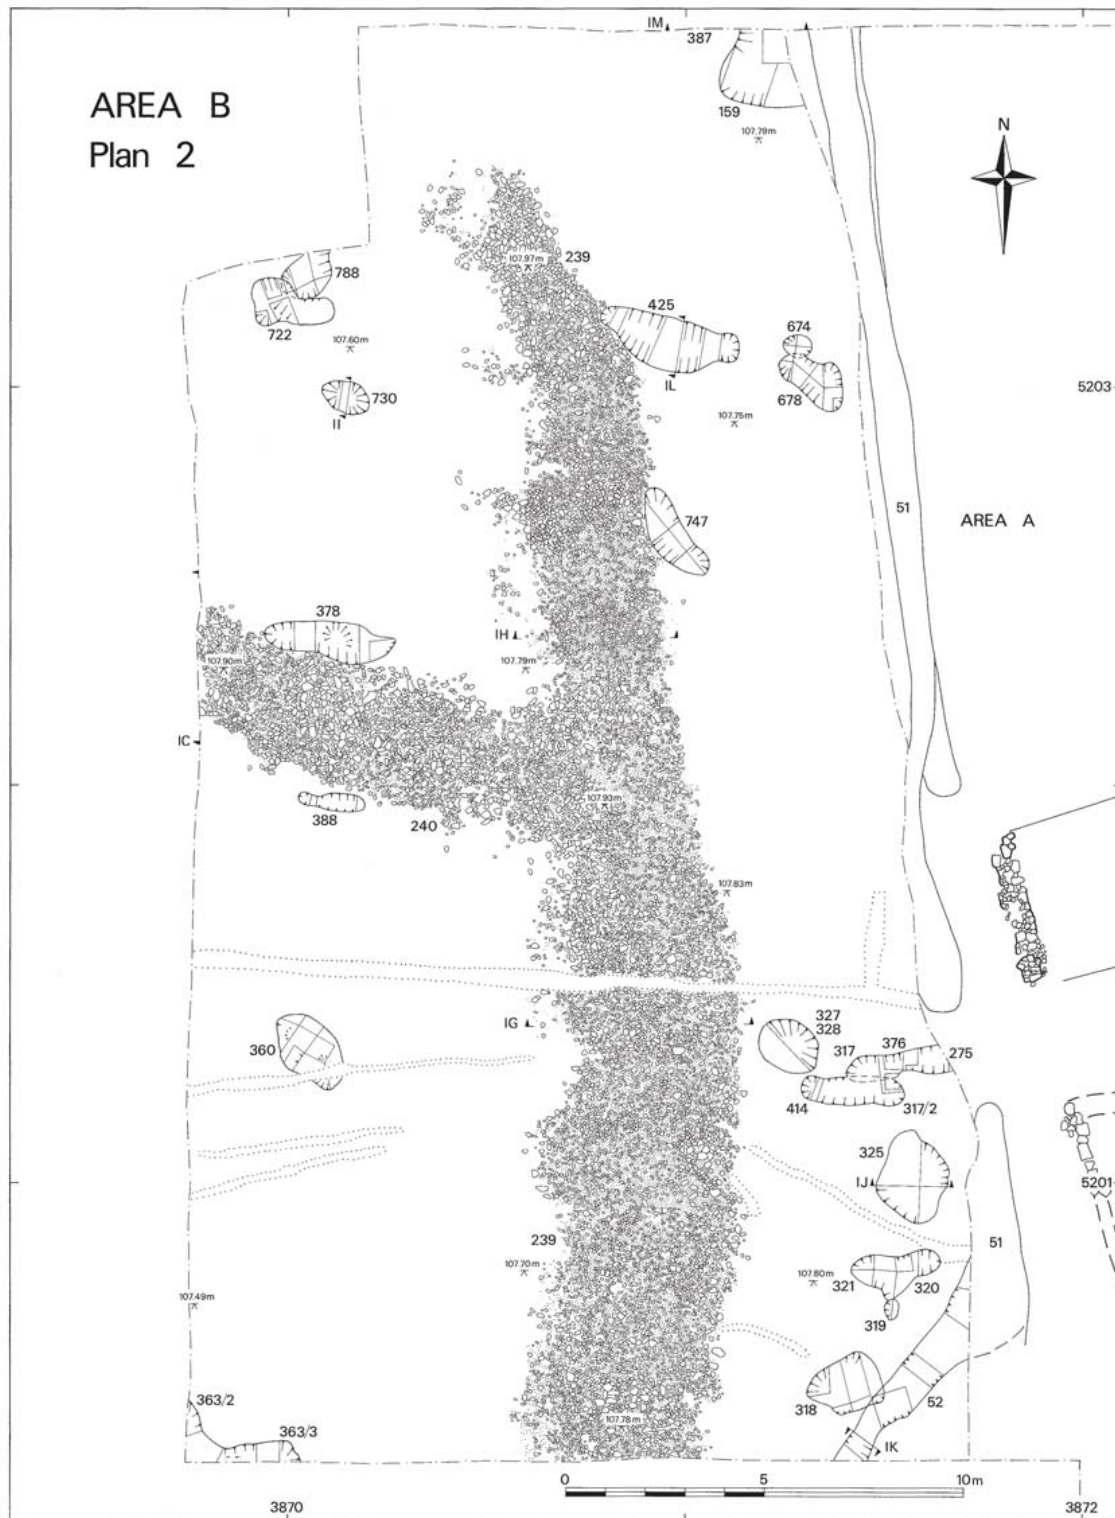 IM
387
AREA B
Plan 2
159
107.79m
N
107.97m
239
788
425
674
722
107.60m
IL
678
5203
730
107.75m
II
51
AREA A
747
378
IH
107.90m
107.79m
IC
107.93m
388
240
107.83m
IG
327
328
376
317
275
360
414
317/2
325
IJ
5201
239
51
107.70m
107.80m
321
320
107.49m
319
363/2
318
52
363/3
107.78m
IK
0 5 10m
3870
3872